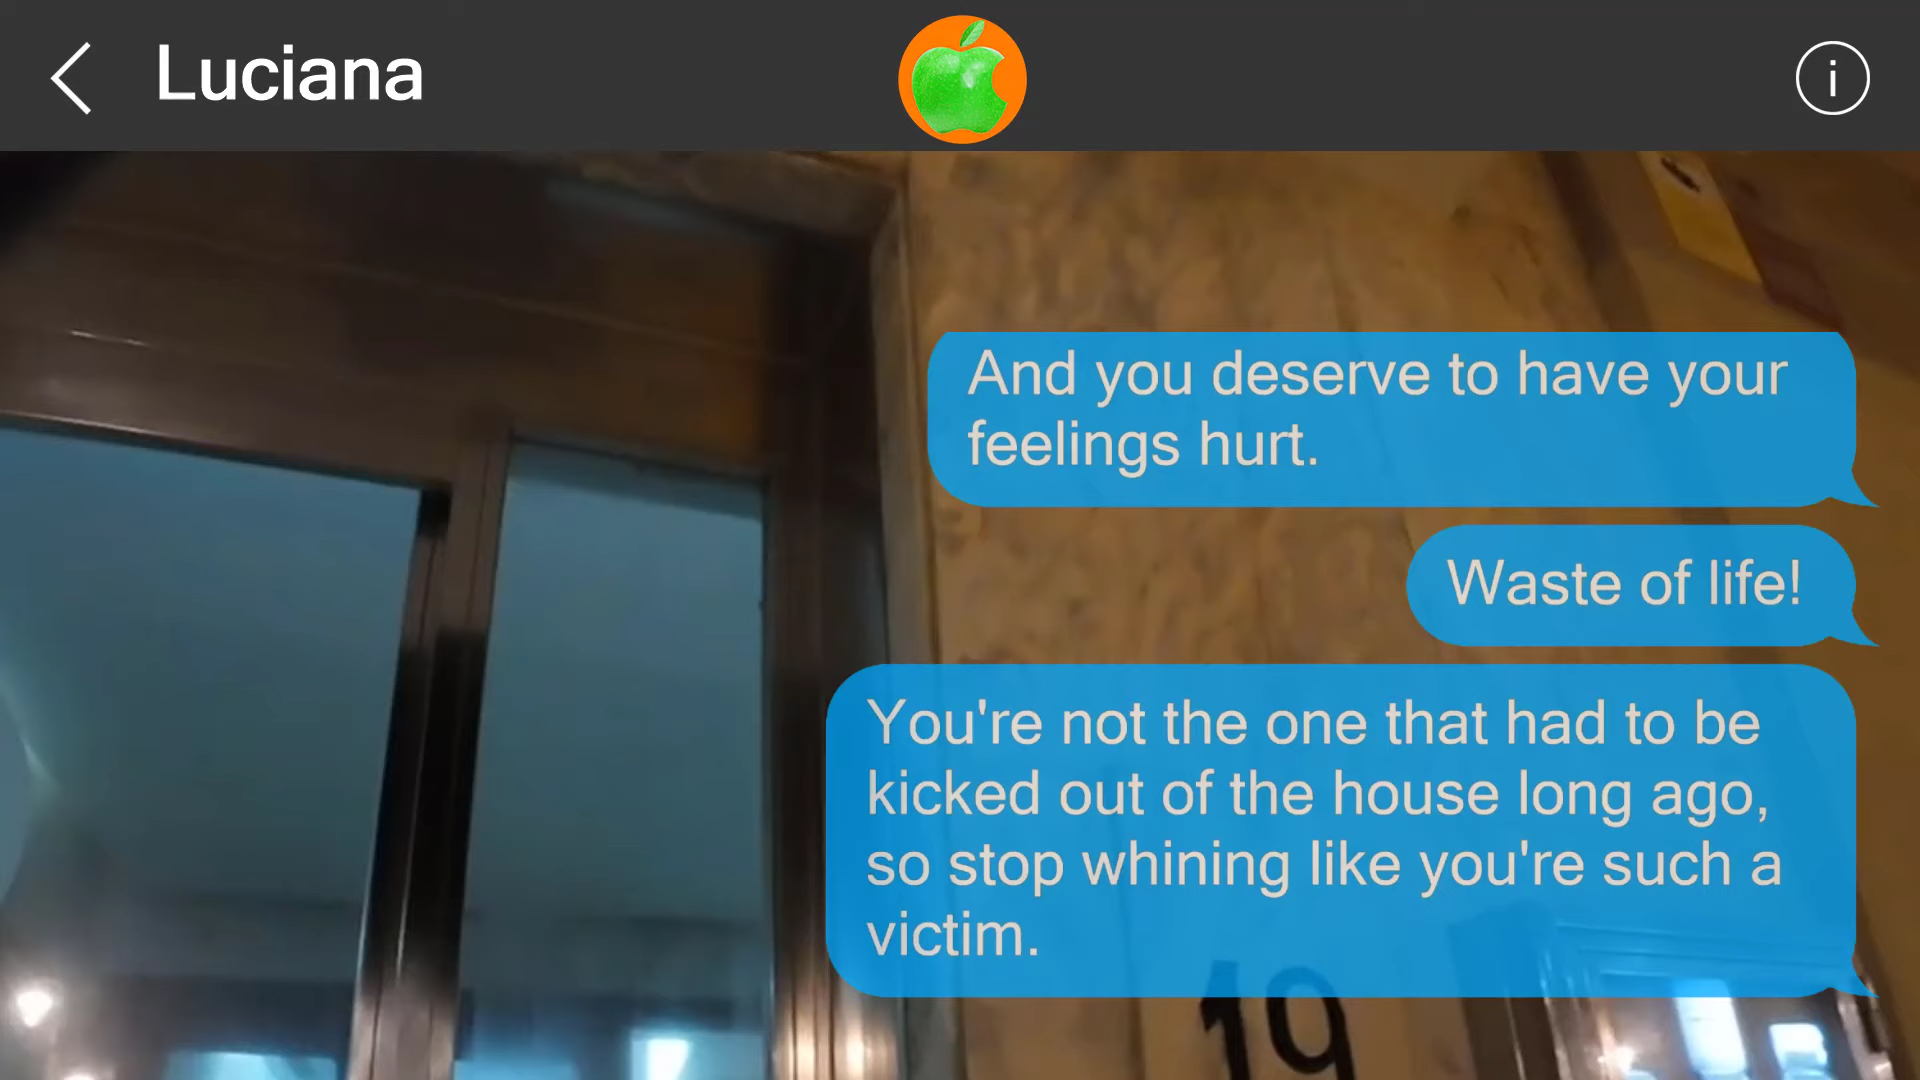 Luciana
And you deserve to have your
feelings hurt.
Waste of life!
You're not the one that had to be
kicked out of the house long ago,
so stop whining like you're such a
victim.
19